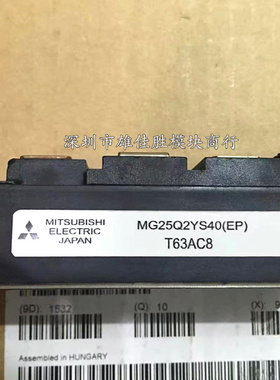 深圳市雄佳胜模块商行
MITSUBISHI
ELECTRIC
JAPAN
MG25Q2YS40(EP)
T63AC8
(9D): 1532
(Q): 10
Assembled in HUNGARY